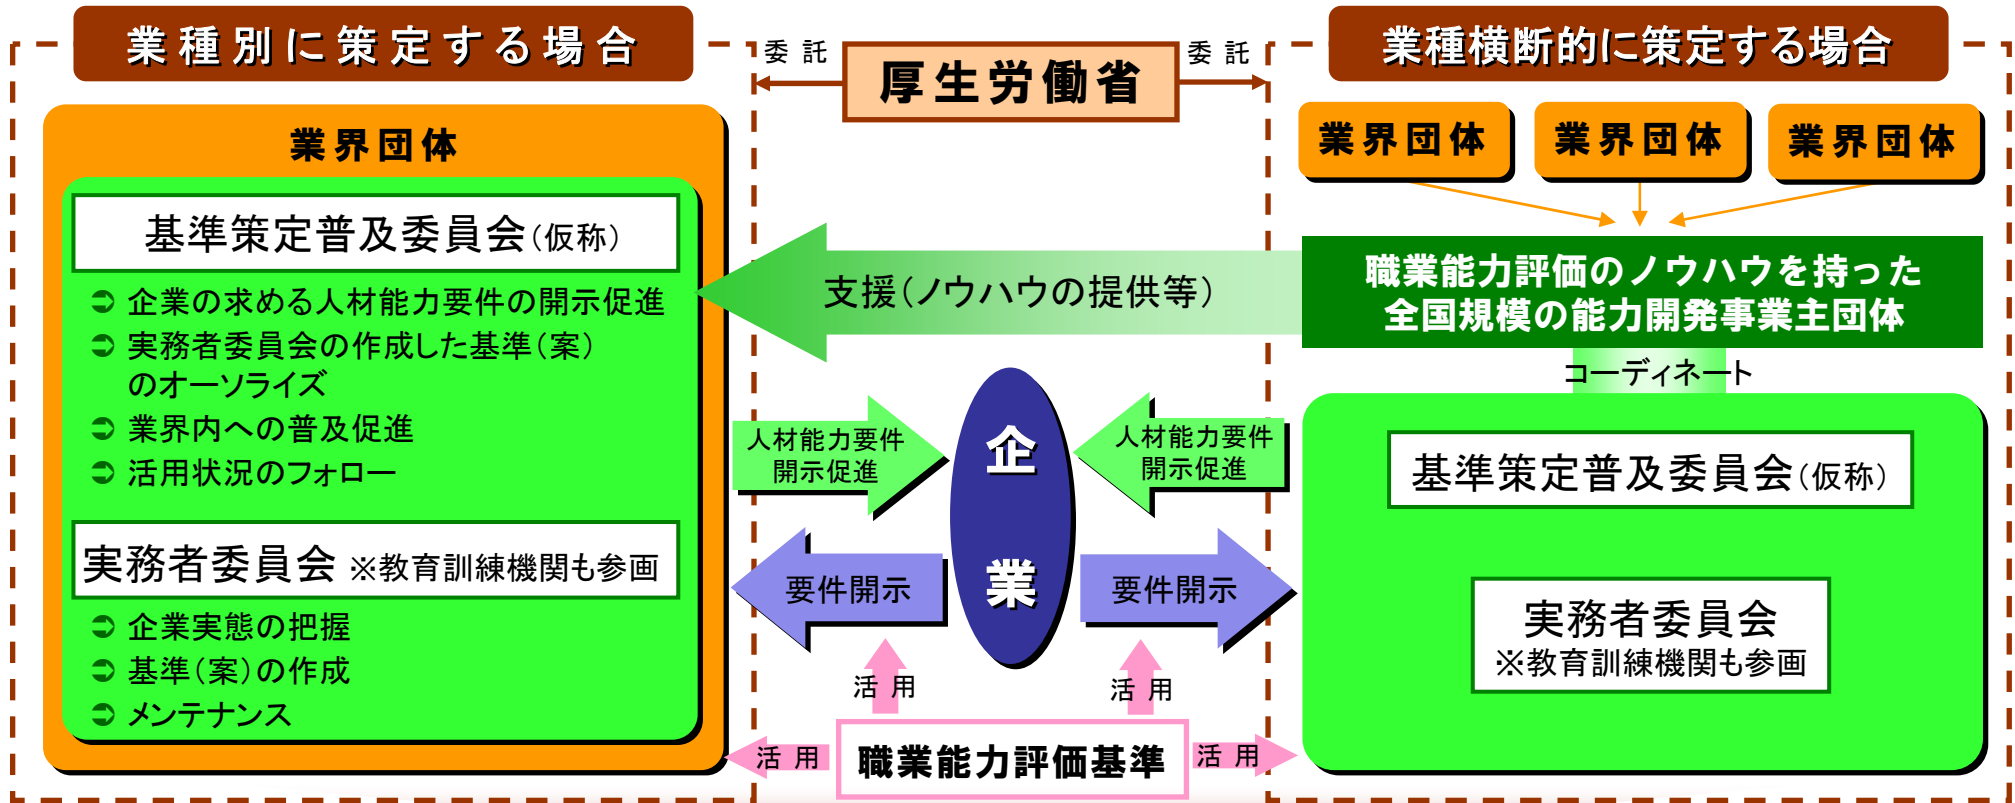 業種別に策定する場合
業界団体
基準策定普及委員会(仮称)
➲ 企業の求める人材能力要件の開示促進
➲ 実務者委員会の作成した基準(案)
のオーソライズ
➲ 業界内への普及促進
➲ 活用状況のフォロー
実務者委員会 ※教育訓練機関も参画
➲ 企業実態の把握
➲ 基準(案)の作成
➲ メンテナンス
委託
厚生労働省
委託
支援(ノウハウの提供等)
人材能力要件
開示促進
企業
人材能力要件
開示促進
要件開示
要件開示
活用
活用
活用
職業能力評価基準
活用
業種横断的に策定する場合
業界団体
業界団体
業界団体
職業能力評価のノウハウを持った
全国規模の能力開発事業主団体
コーディネート
基準策定普及委員会(仮称)
実務者委員会
※教育訓練機関も参画